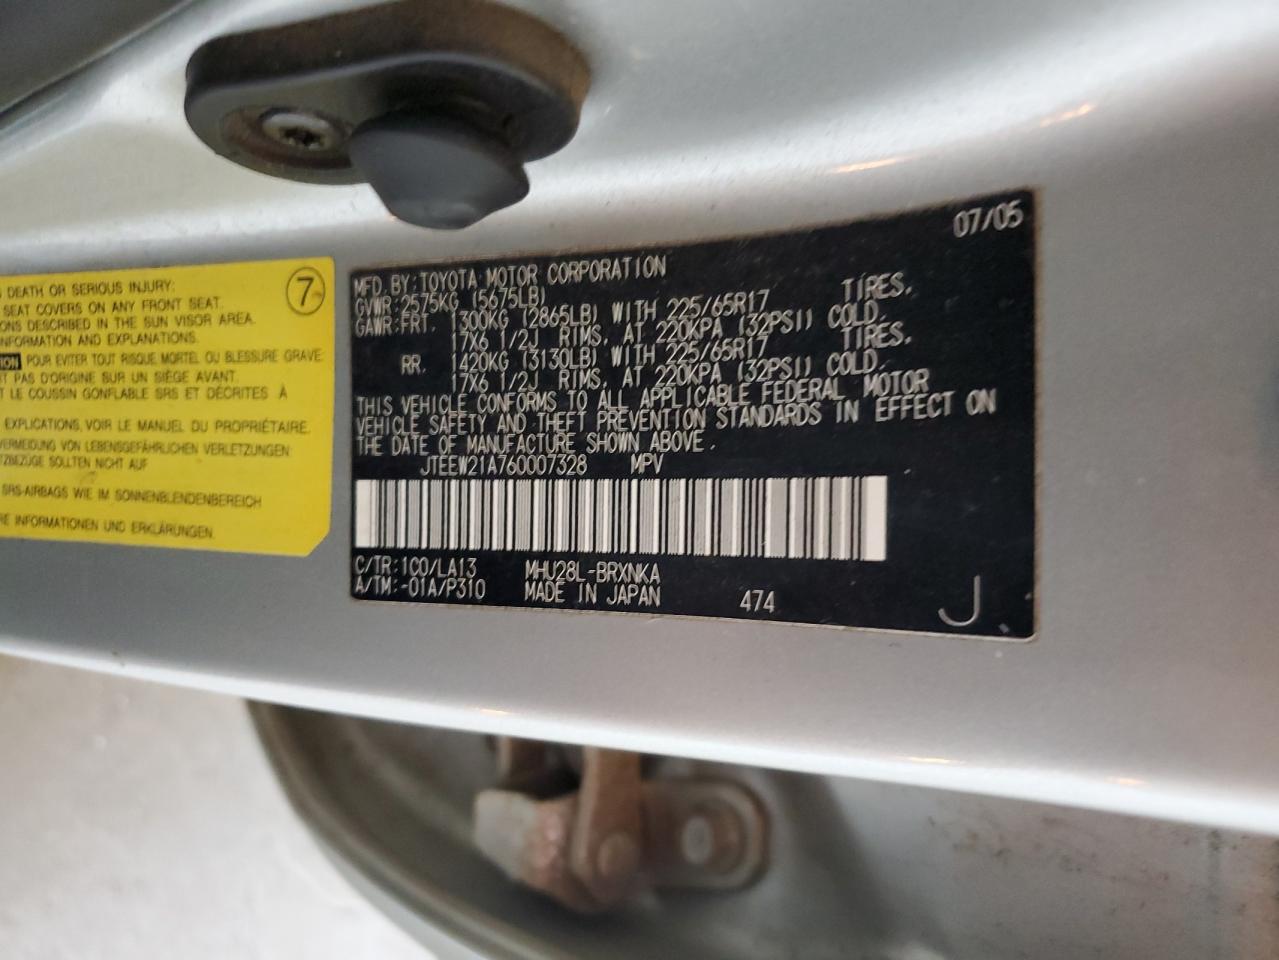 DEATH OR SERIOUS INJURY:
SEAT COVERS ON ANY FRONT SEAT.
DESCRIBED IN THE SUN VISOR AREA.
INFORMATION AND EXPLANATIONS.
POUR EVITER TOUT RISQUE MORTEL OU BLESSURE GRAVE:
PAS D'ORIGINE SUR UN SIÈGE AVANT.
LE COUSSIN GONFLABLE SRS ET DÉCRITES À
EXPLICATIONS, VOIR LE MANUEL DU PROPRIÉTAIRE.
VERMEIDUNG VON LEBENSGEFÄHRLICHEN VERLETZUNGEN
SOLLTEN NICHT AUF
SRS-AIRBAGS WIE IM SONNENBLENDENBEREICH
INFORMATIONEN UND ERKLÄRUNGEN.
7
07/05
MFD. BY: TOYOTA MOTOR CORPORATION
GVWR: 2575KG (5675LB)
GAWR: FRT. 1300KG (2865LB) WITH 225/65R17 TIRES,
17X6 1/2J RIMS, AT 220KPA (32PSI) COLD.
RR. 1420KG (3130LB) WITH 225/65R17 TIRES,
17X6 1/2J RIMS, AT 220KPA (32PSI) COLD.
THIS VEHICLE CONFORMS TO ALL APPLICABLE FEDERAL MOTOR
VEHICLE SAFETY AND THEFT PREVENTION STANDARDS IN EFFECT ON
THE DATE OF MANUFACTURE SHOWN ABOVE.
JTEEW21A760007328 MPV
C/TR: 1C0/LA13 MHU28L-BRXNKA
A/TM: -01A/P310 MADE IN JAPAN 474
J